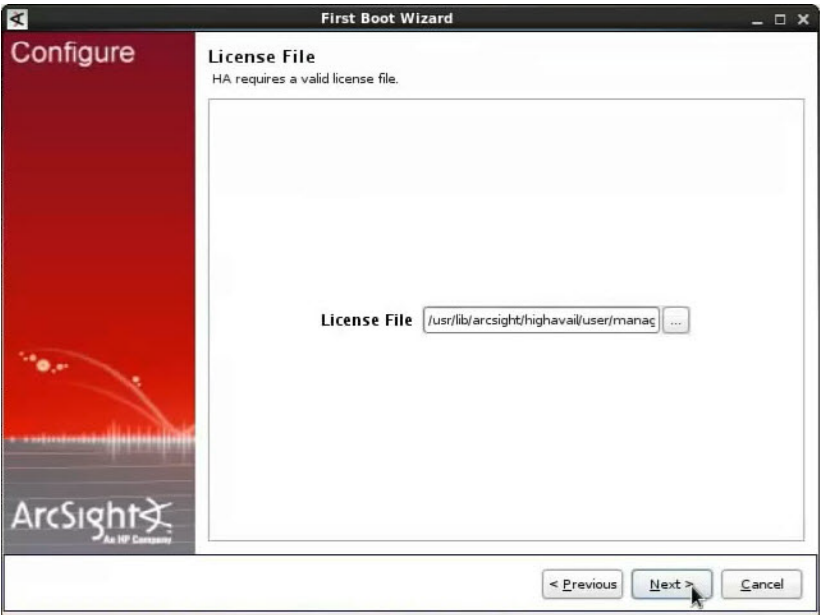 First Boot Wizard
Configure
License File
HA requires a valid license file.
License File /usr/lib/arcsight/highavail/user/manag ...
ArcSight
An HP Company
< Previous Next > Cancel